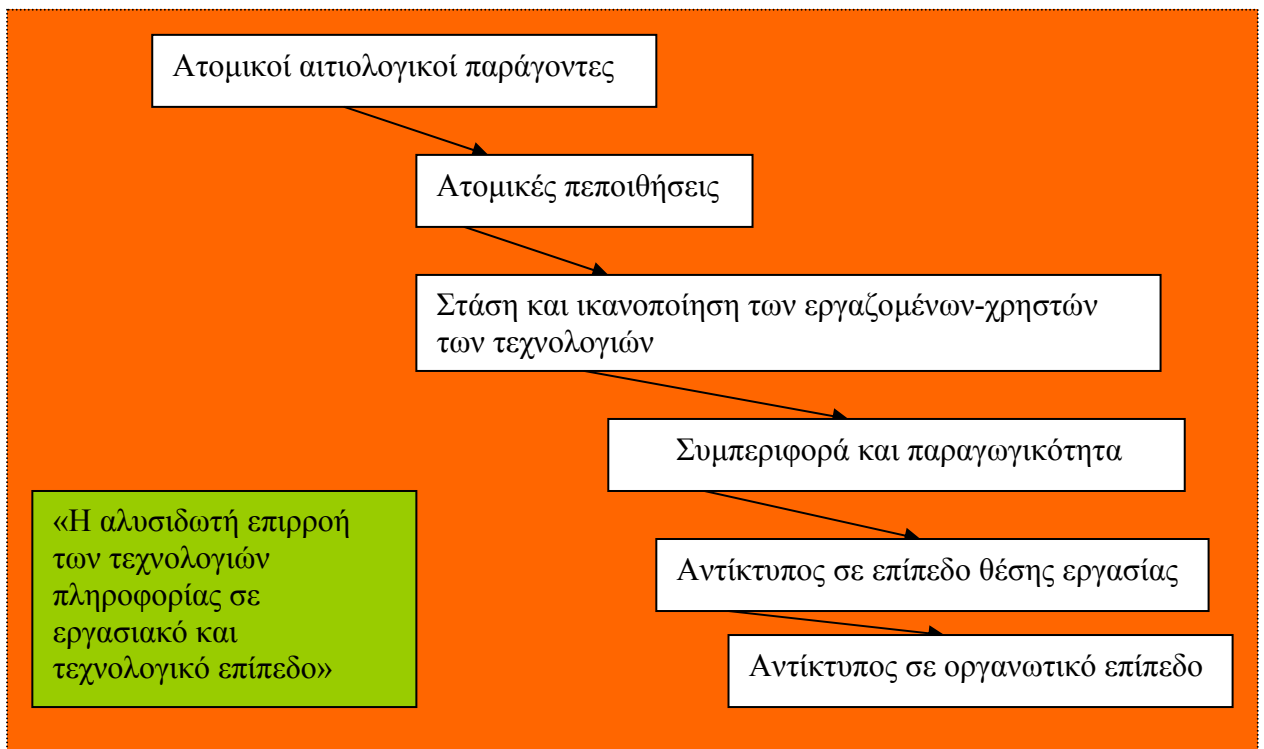 Ατομικοί αιτιολογικοί παράγοντες
Ατομικές πεποιθήσεις
Στάση και ικανοποίηση των εργαζομένων-χρηστών
των τεχνολογιών
Συμπεριφορά και παραγωγικότητα
«Η αλυσιδωτή επιρροή
των τεχνολογιών
πληροφορίας σε
εργασιακό και
τεχνολογικό επίπεδο»
Αντίκτυπος σε επίπεδο θέσης εργασίας
Αντίκτυπος σε οργανωτικό επίπεδο